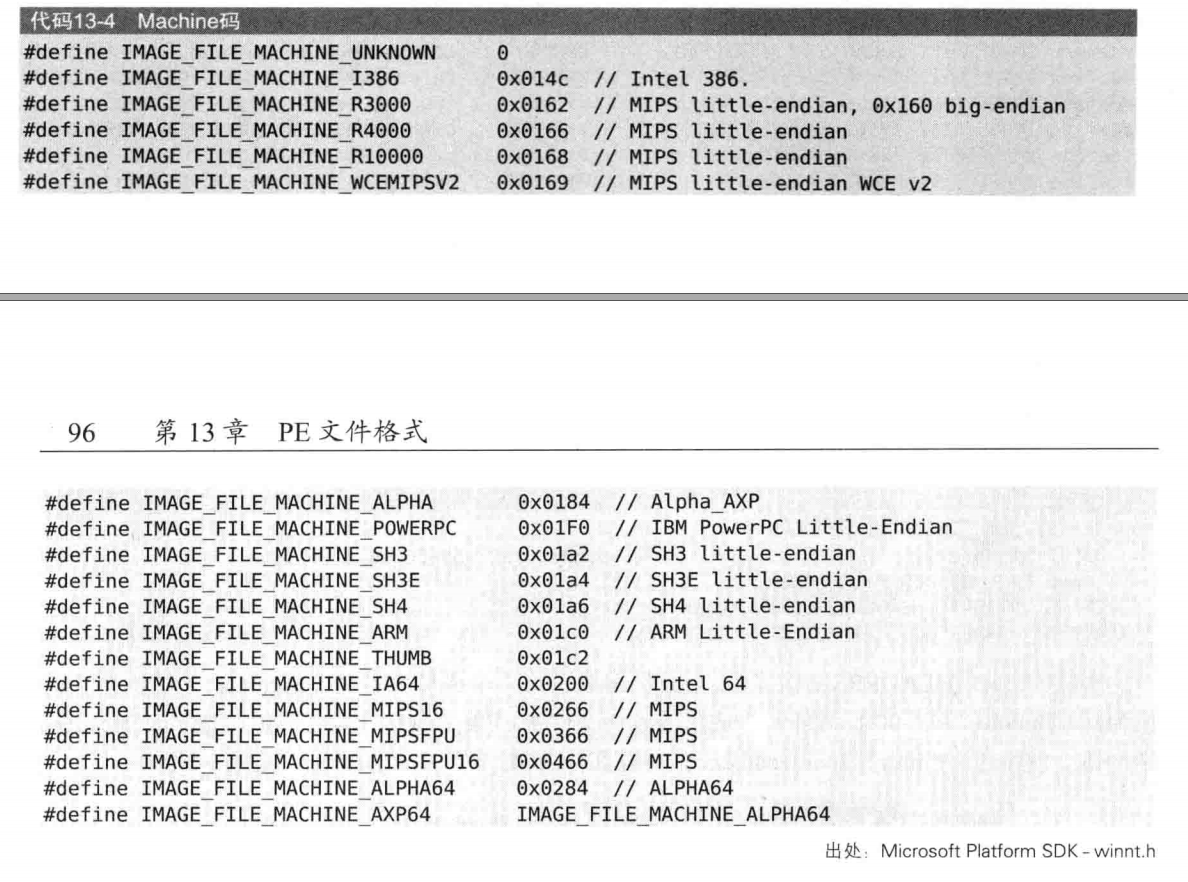 代码13-4 Machine码
#define IMAGE_FILE_MACHINE_UNKNOWN 0
#define IMAGE_FILE_MACHINE_I386 0x014c // Intel 386.
#define IMAGE_FILE_MACHINE_R3000 0x0162 // MIPS little-endian, 0x160 big-endian
#define IMAGE_FILE_MACHINE_R4000 0x0166 // MIPS little-endian
#define IMAGE_FILE_MACHINE_R10000 0x0168 // MIPS little-endian
#define IMAGE_FILE_MACHINE_WCEMIPSV2 0x0169 // MIPS little-endian WCE v2
96 第 13 章 PE 文件格式
#define IMAGE_FILE_MACHINE_ALPHA 0x0184 // Alpha_AXP
#define IMAGE_FILE_MACHINE_POWERPC 0x01F0 // IBM PowerPC Little-Endian
#define IMAGE_FILE_MACHINE_SH3 0x01a2 // SH3 little-endian
#define IMAGE_FILE_MACHINE_SH3E 0x01a4 // SH3E little-endian
#define IMAGE_FILE_MACHINE_SH4 0x01a6 // SH4 little-endian
#define IMAGE_FILE_MACHINE_ARM 0x01c0 // ARM Little-Endian
#define IMAGE_FILE_MACHINE_THUMB 0x01c2
#define IMAGE_FILE_MACHINE_IA64 0x0200 // Intel 64
#define IMAGE_FILE_MACHINE_MIPS16 0x0266 // MIPS
#define IMAGE_FILE_MACHINE_MIPSFPU 0x0366 // MIPS
#define IMAGE_FILE_MACHINE_MIPSFPU16 0x0466 // MIPS
#define IMAGE_FILE_MACHINE_ALPHA64 0x0284 // ALPHA64
#define IMAGE_FILE_MACHINE_AXP64 IMAGE_FILE_MACHINE_ALPHA64
出处：Microsoft Platform SDK - winnt.h